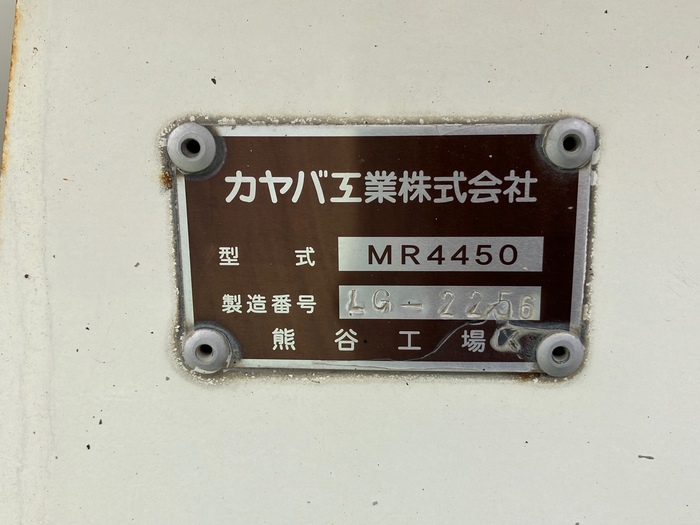 カヤバ工業株式会社
型式 MR4450
製造番号 LG-2256
熊谷工場